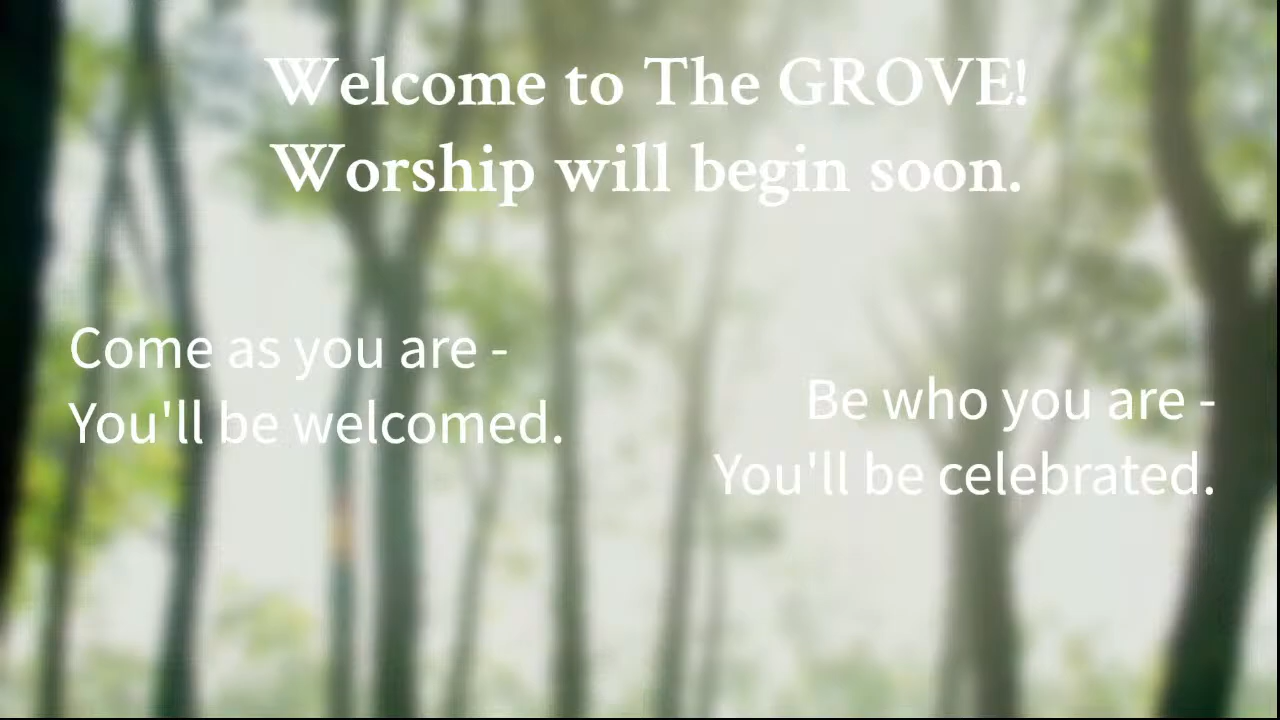 Welcome to The GROVE!
Worship will begin soon.
Come as you are -
You'll be welcomed.
Be who you are -
You'll be celebrated.